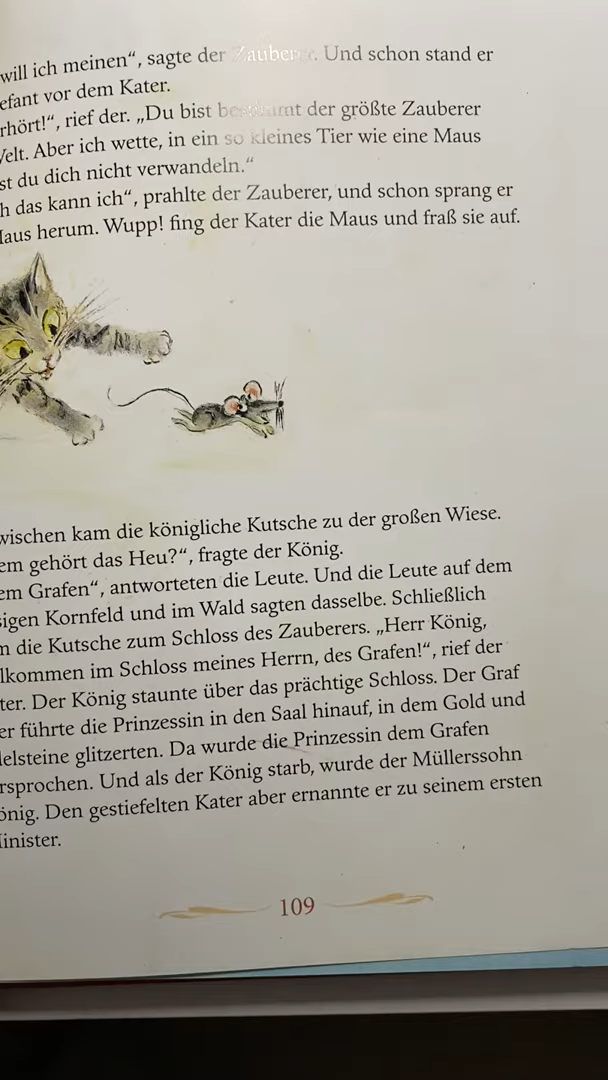 will ich meinen“, sagte der Zauberer. Und schon stand er
efant vor dem Kater.
rhört!“, rief der. „Du bist bestimmt der größte Zauberer
Welt. Aber ich wette, in ein so kleines Tier wie eine Maus
st du dich nicht verwandeln.“
h das kann ich“, prahlte der Zauberer, und schon sprang er
Maus herum. Wupp! fing der Kater die Maus und fraß sie auf.
wischen kam die königliche Kutsche zu der großen Wiese.
em gehört das Heu?“, fragte der König.
em Grafen“, antworteten die Leute. Und die Leute auf dem
sigen Kornfeld und im Wald sagten dasselbe. Schließlich
m die Kutsche zum Schloss des Zauberers. „Herr König,
lkommen im Schloss meines Herrn, des Grafen!“, rief der
ter. Der König staunte über das prächtige Schloss. Der Graf
er führte die Prinzessin in den Saal hinauf, in dem Gold und
delsteine glitzerten. Da wurde die Prinzessin dem Grafen
rsprochen. Und als der König starb, wurde der Müllerssohn
önig. Den gestiefelten Kater aber ernannte er zu seinem ersten
Minister.
109